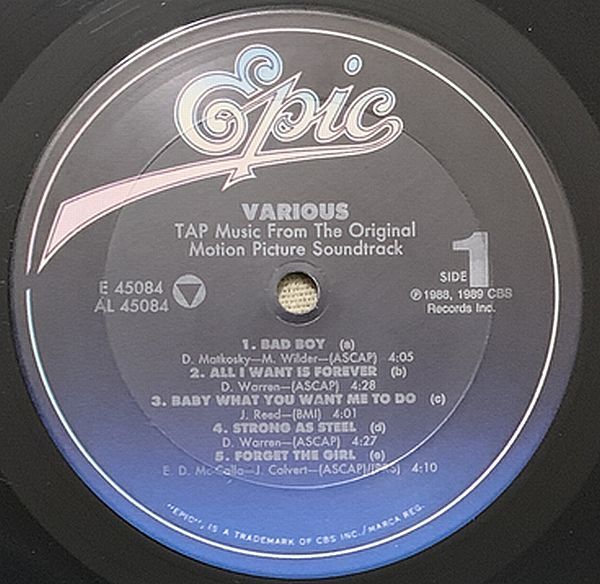 Epic
VARIOUS
TAP Music From The Original
Motion Picture Soundtrack
E 45084
AL 45084
SIDE 1
℗ 1988, 1989 CBS
Records Inc.
1. BAD BOY (a)
D. Matkosky—M. Wilder—(ASCAP) 4:05
2. ALL I WANT IS FOREVER (b)
D. Warren—(ASCAP) 4:28
3. BABY WHAT YOU WANT ME TO DO (c)
J. Reed—(BMI) 4:01
4. STRONG AS STEEL (d)
D. Warren—(ASCAP) 4:27
5. FORGET THE GIRL (e)
E. D. McCalla—J. Calvert—(ASCAP)/ 4:10
"EPIC", IS A TRADEMARK OF CBS INC./MARCA REG.